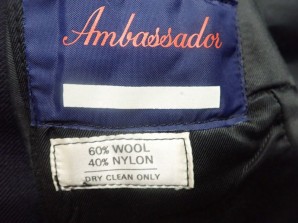 Ambassador
60% WOOL
40% NYLON
DRY CLEAN ONLY